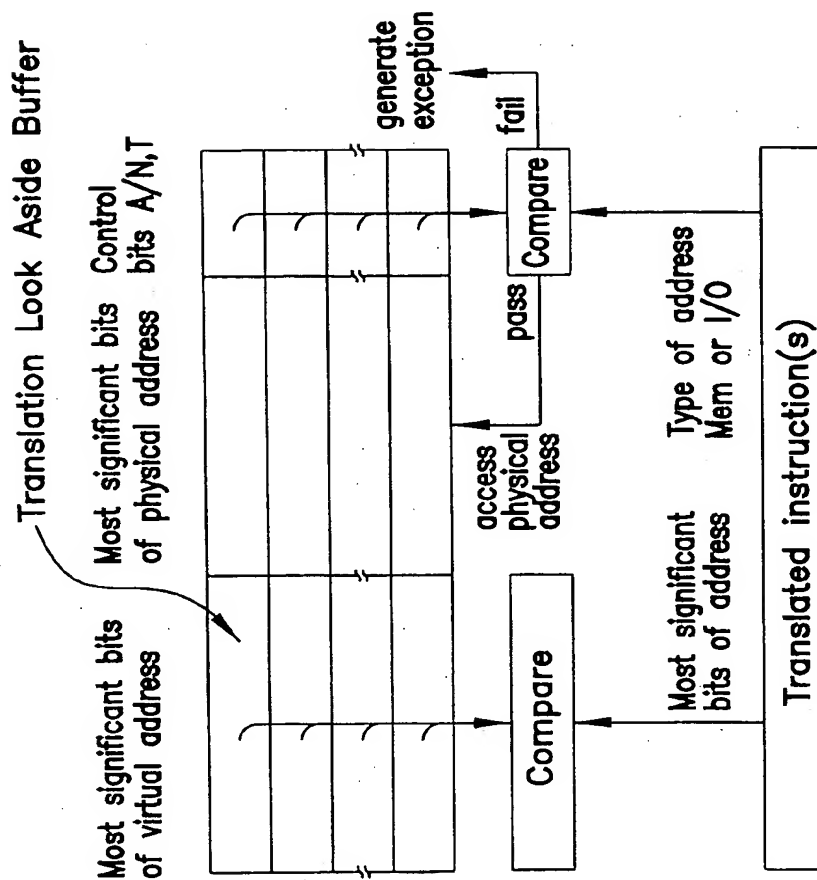 Translation Look Aside Buffer
Most significant bits
of virtual address
Most significant bits
of physical address
Control
bits A/N,T
Compare
access
physical
address
pass
Compare
fail
generate
exception
Most significant
bits of address
Type of address
Mem or I/O
Translated instruction(s)